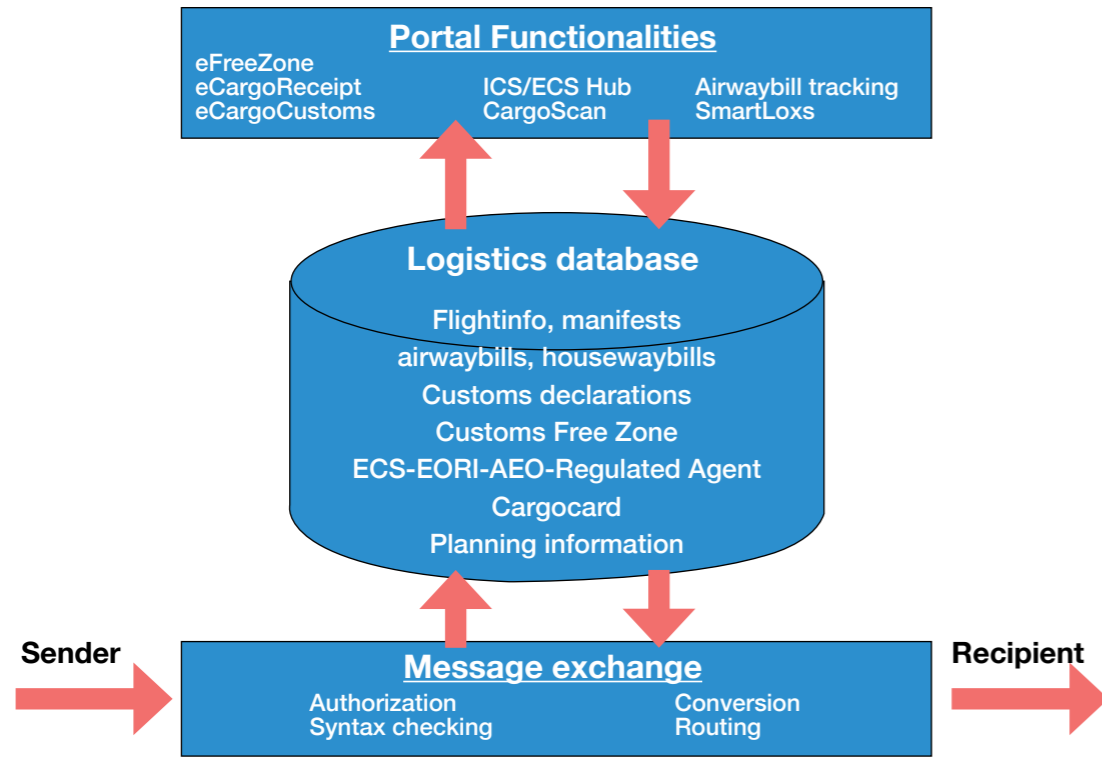 Portal Functionalities
eFreeZone
eCargoReceipt
eCargoCustoms
ICS/ECS Hub
CargoScan
Airwaybill tracking
SmartLoxs
Logistics database
Flightinfo, manifests
airwaybills, housewaybills
Customs declarations
Customs Free Zone
ECS-EORI-AEO-Regulated Agent
Cargocard
Planning information
Sender
Message exchange
Authorization
Syntax checking
Conversion
Routing
Recipient